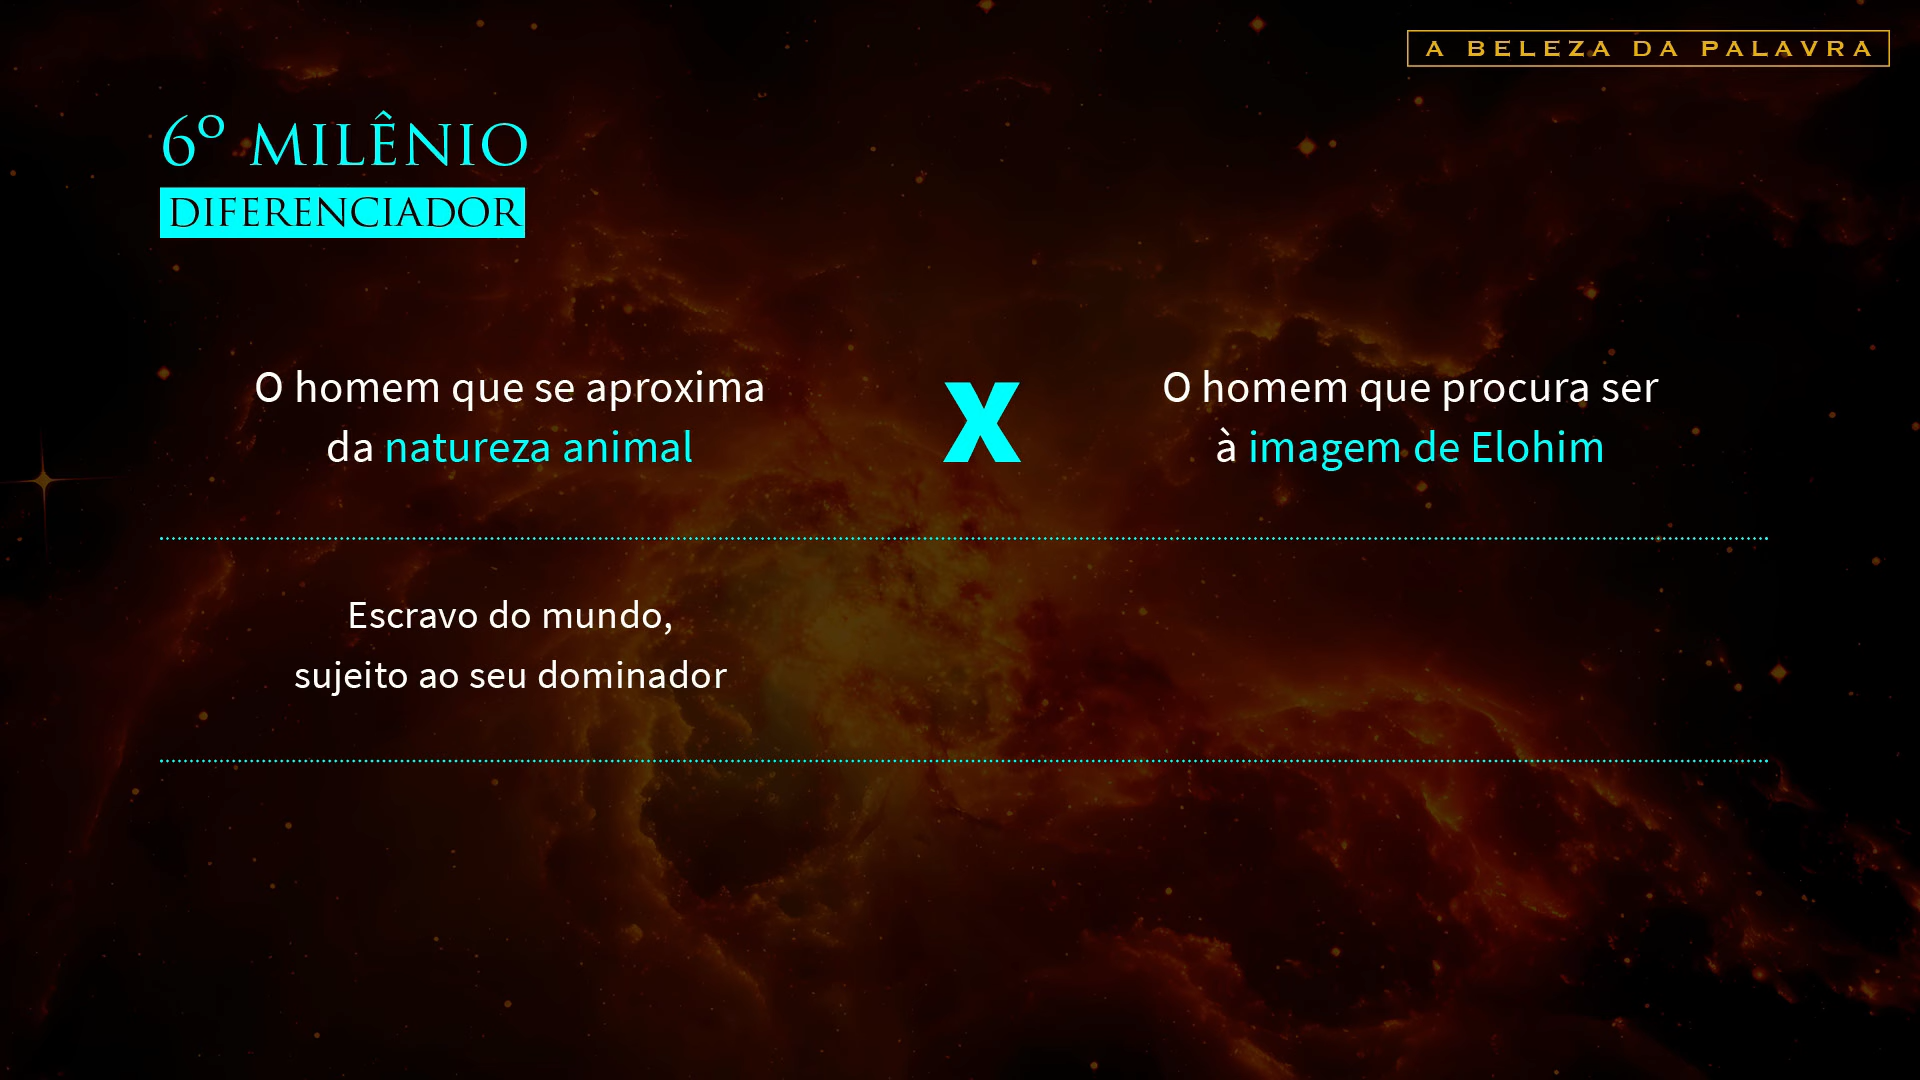 A BELEZA DA PALAVRA
6º MILÊNIO
DIFERENCIADOR
O homem que se aproxima
da natureza animal
X
O homem que procura ser
à imagem de Elohim
Escravo do mundo,
sujeito ao seu dominador